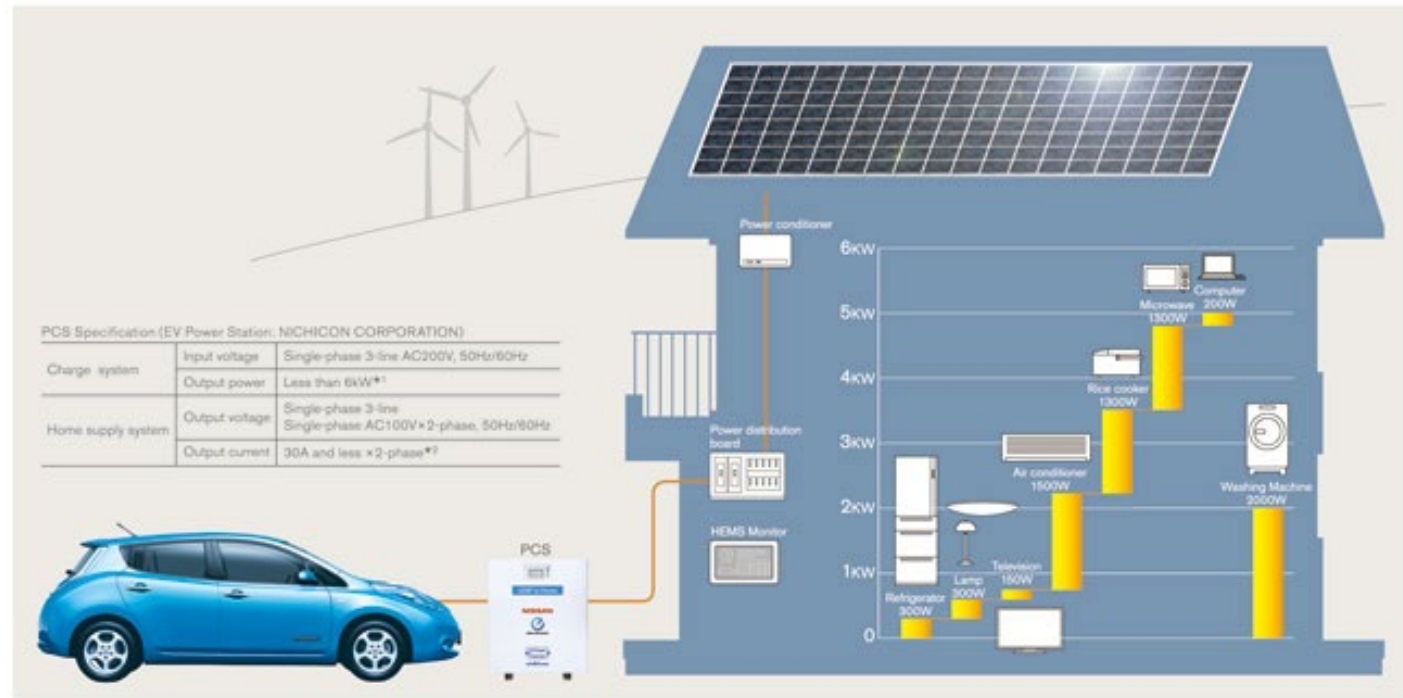 PCS Specification (EV Power Station: NICHICON CORPORATION)
Charge system
Input voltage
Single-phase 3-line AC200V, 50Hz/60Hz
Output power
Less than 6kW*1
Home supply system
Output voltage
Single-phase 3-line
Single-phase AC100V×2-phase, 50Hz/60Hz
Output current
30A and less ×2-phase*2
PCS
NISSAN
Power conditioner
Power distribution
board
HEMS Monitor
6KW
5KW
4KW
3KW
2KW
1KW
0
Refrigerator
300W
Lamp
300W
Television
150W
Air conditioner
1500W
Rice cooker
1300W
Microwave
1300W
Computer
200W
Washing Machine
2000W